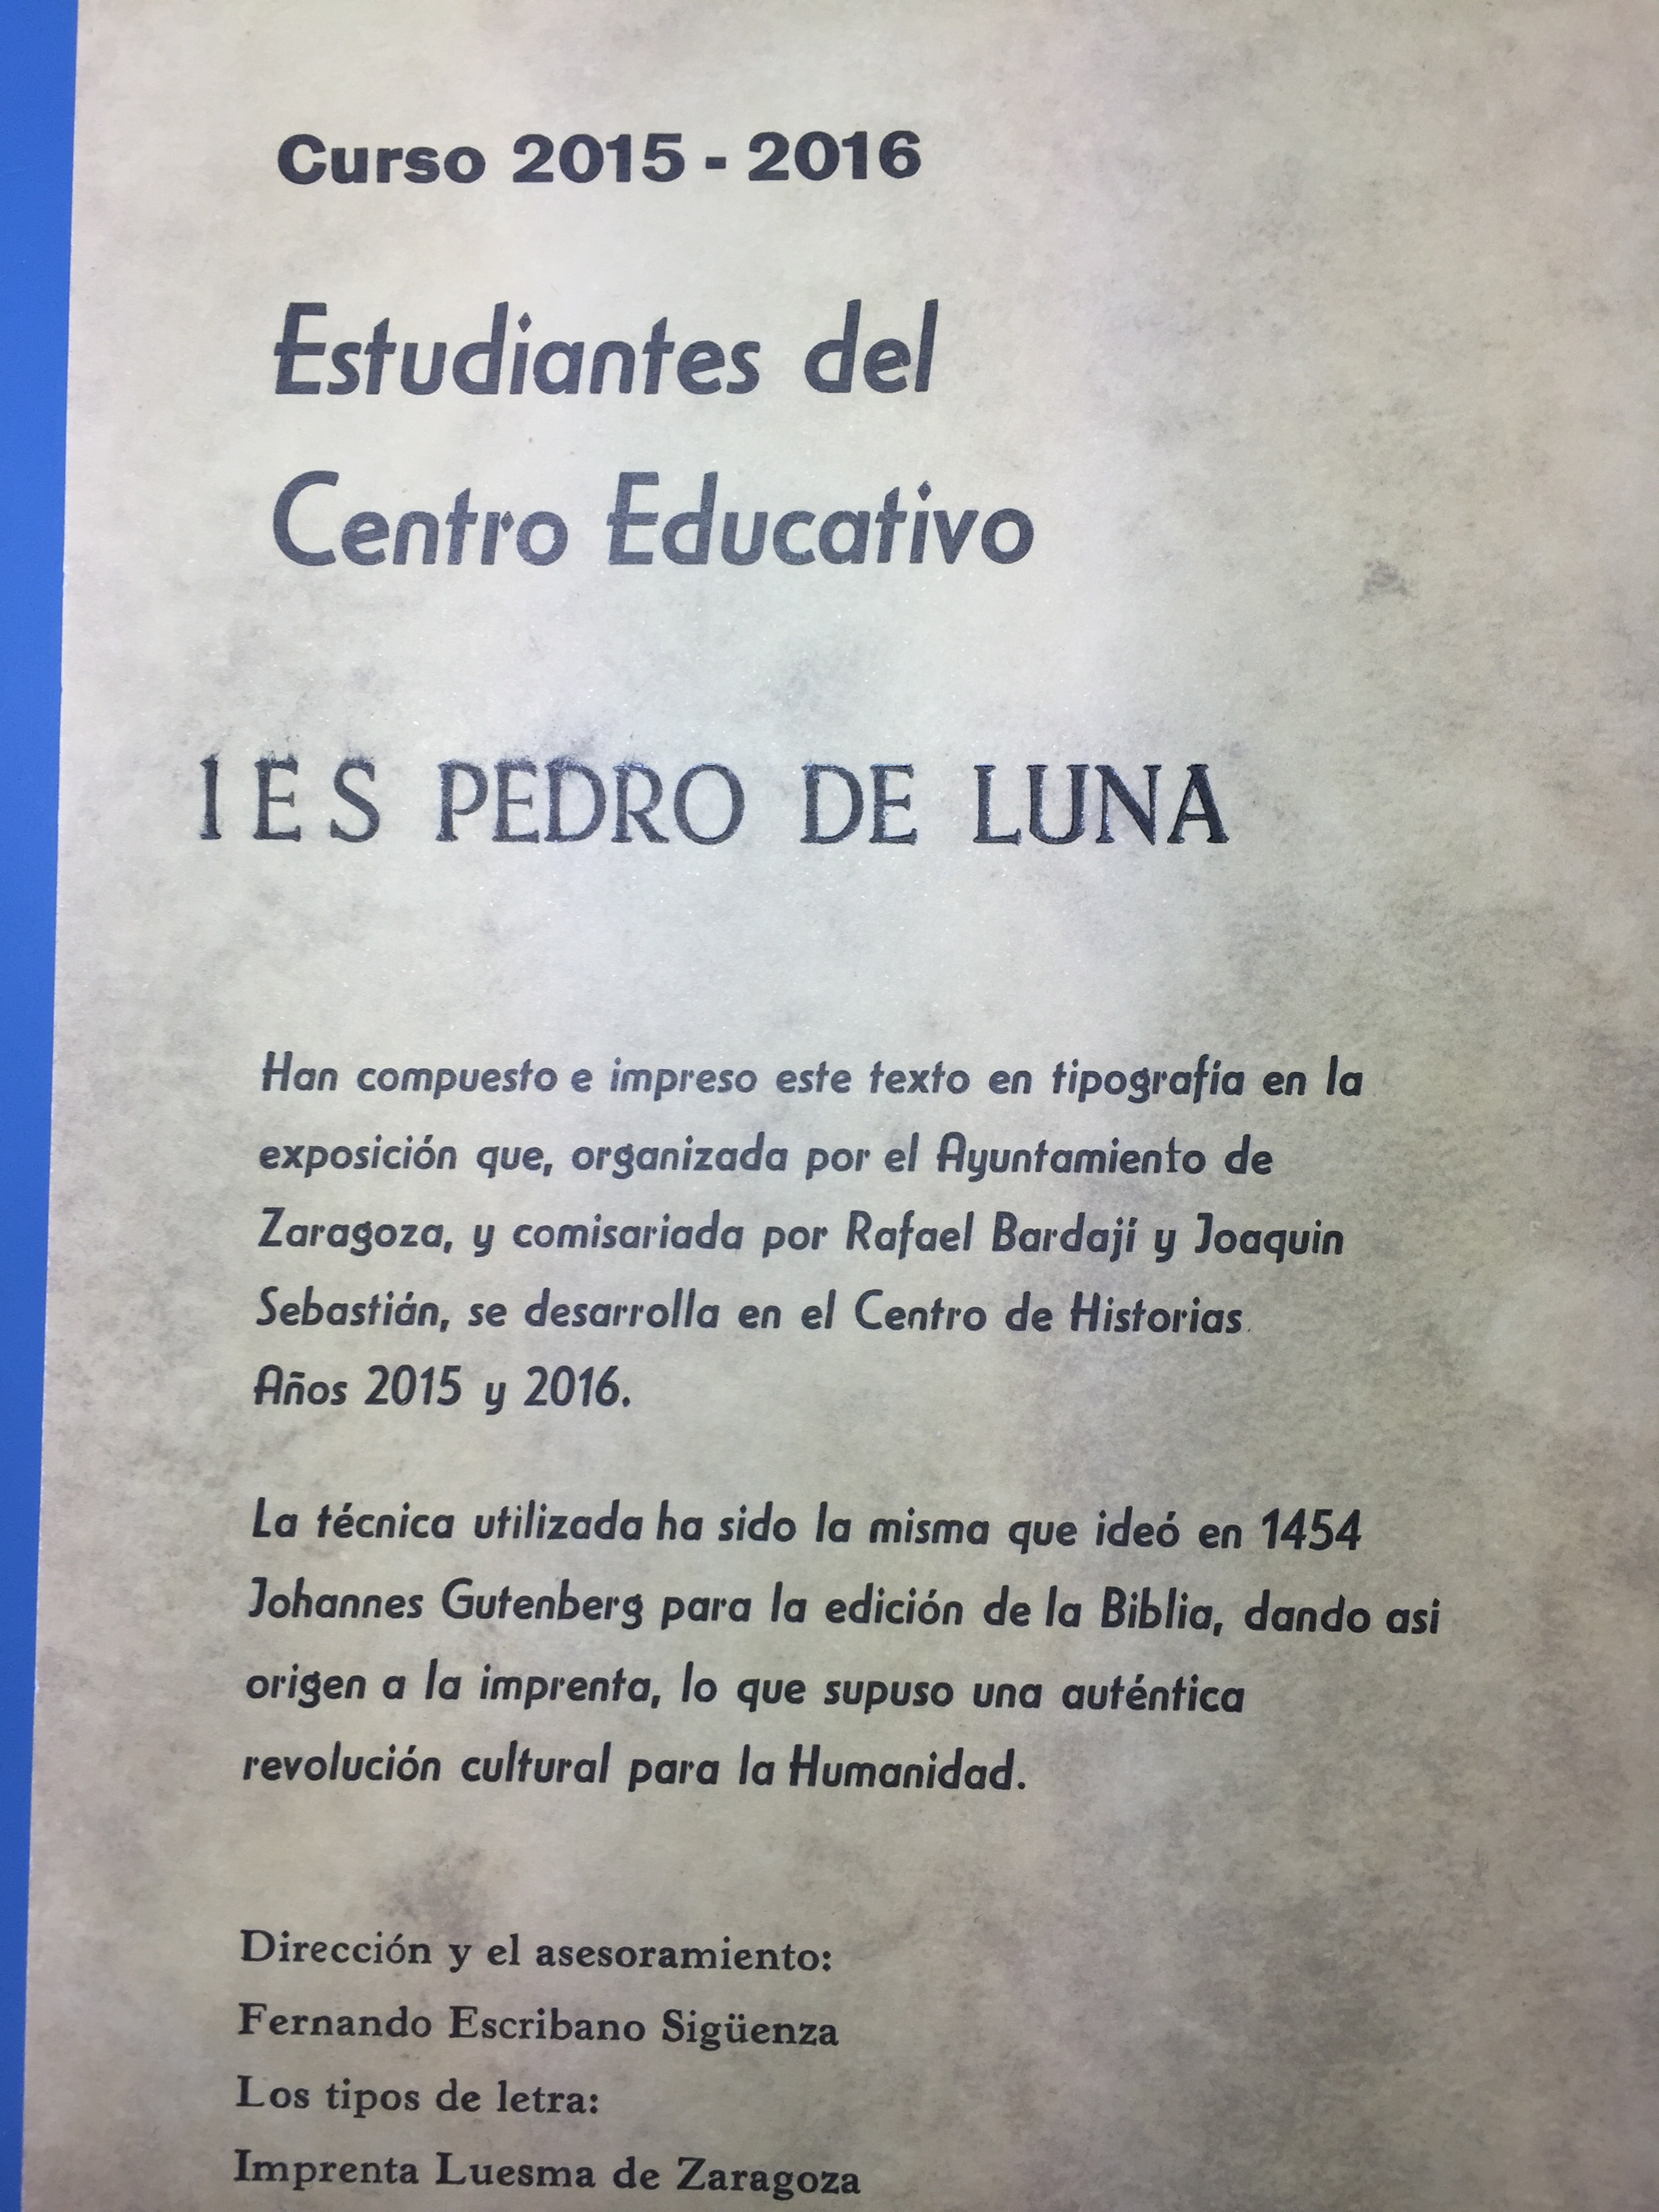 Curso 2015 - 2016
Estudiantes del
Centro Educativo
IES PEDRO DE LUNA
Han compuesto e impreso este texto en tipografía en la
exposición que, organizada por el Ayuntamiento de
Zaragoza, y comisariada por Rafael Bardají y Joaquin
Sebastián, se desarrolla en el Centro de Historias.
Años 2015 y 2016.
La técnica utilizada ha sido la misma que ideó en 1454
Johannes Gutenberg para la edición de la Biblia, dando asi
origen a la imprenta, lo que supuso una auténtica
revolución cultural para la Humanidad.
Dirección y el asesoramiento:
Fernando Escribano Sigüenza
Los tipos de letra:
Imprenta Luesma de Zaragoza